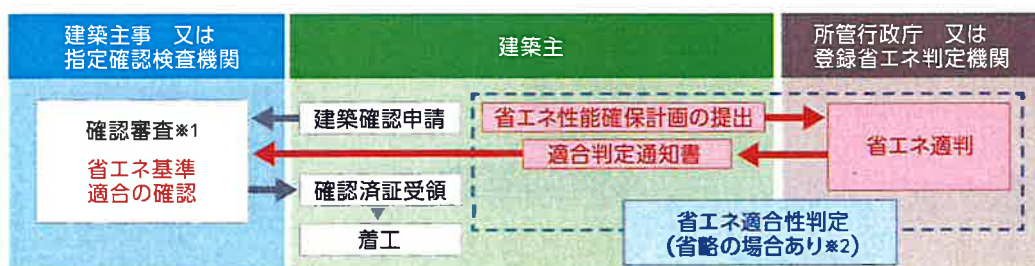 建築主事 又は
指定確認検査機関
建築主
所管行政庁 又は
登録省エネ判定機関
確認審査※1
省エネ基準
適合の確認
建築確認申請
省エネ性能確保計画の提出
適合判定通知書
省エネ適判
確認済証受領
着工
省エネ適合性判定
(省略の場合あり※2)